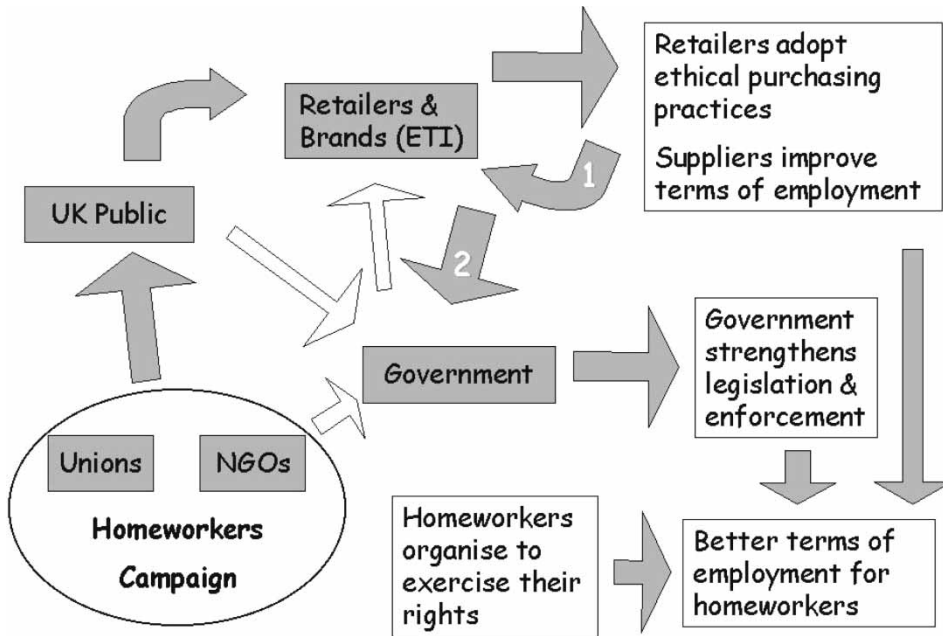 Retailers adopt
ethical purchasing
practices
Suppliers improve
terms of employment
Retailers &
Brands (ETI)
1
UK Public
2
Government
Government
strengthens
legislation &
enforcement
Unions
NGOs
Homeworkers
Campaign
Homeworkers
organise to
exercise their
rights
Better terms of
employment for
homeworkers